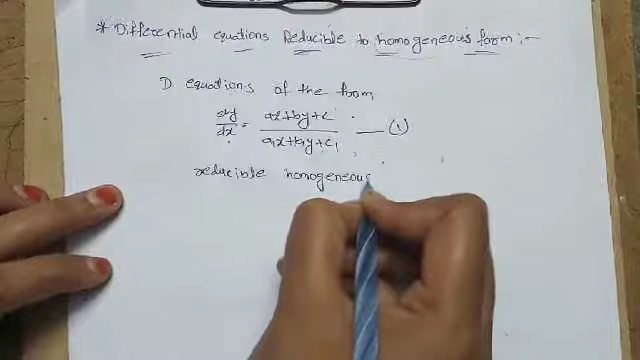 * Differential equations Reducible to homogeneous form :-
D equations of the form,
dy/dx = ax+by+c / a₁x+b₁y+c₁ —— (1)
reducible homogeneous